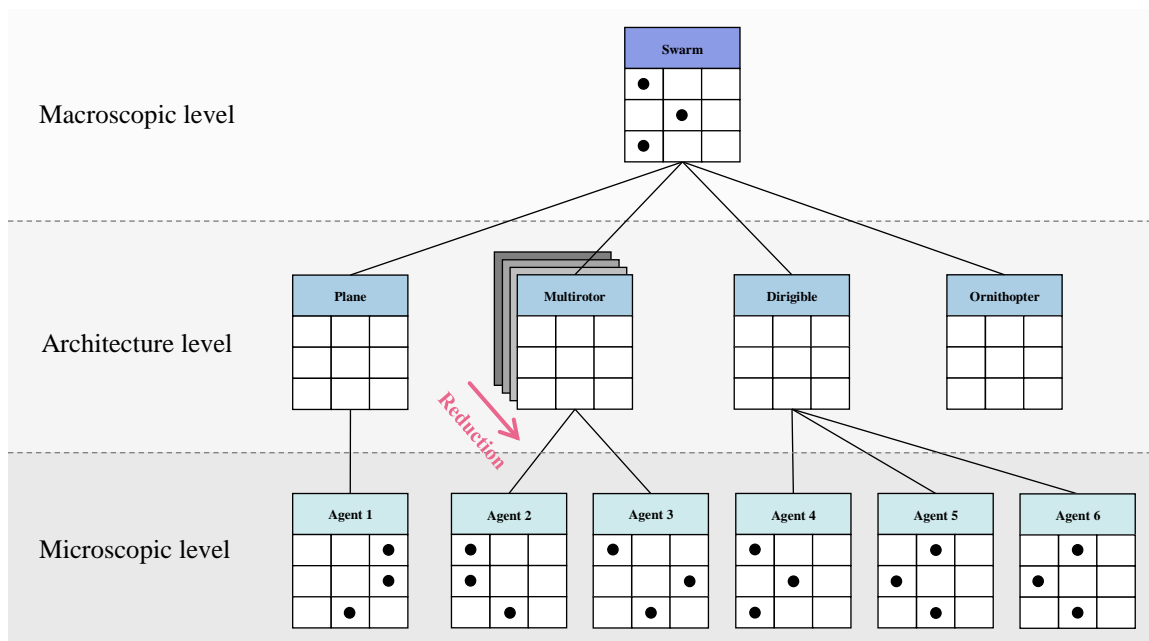 Swarm
Macroscopic level
Plane
Multirotor
Dirigible
Ornithopter
Architecture level
Reduction
Agent 1
Agent 2
Agent 3
Agent 4
Agent 5
Agent 6
Microscopic level